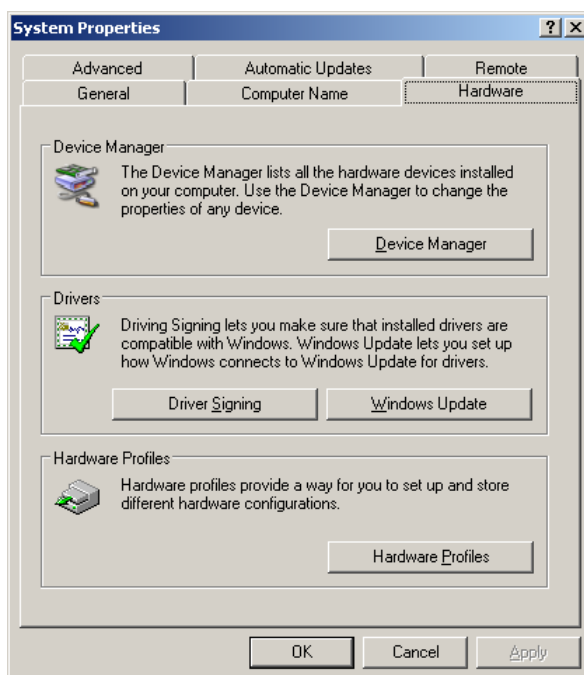 System Properties
Advanced Automatic Updates Remote
General Computer Name Hardware
Device Manager
The Device Manager lists all the hardware devices installed
on your computer. Use the Device Manager to change the
properties of any device.
Device Manager
Drivers
Driving Signing lets you make sure that installed drivers are
compatible with Windows. Windows Update lets you set up
how Windows connects to Windows Update for drivers.
Driver Signing Windows Update
Hardware Profiles
Hardware profiles provide a way for you to set up and store
different hardware configurations.
Hardware Profiles
OK Cancel Apply